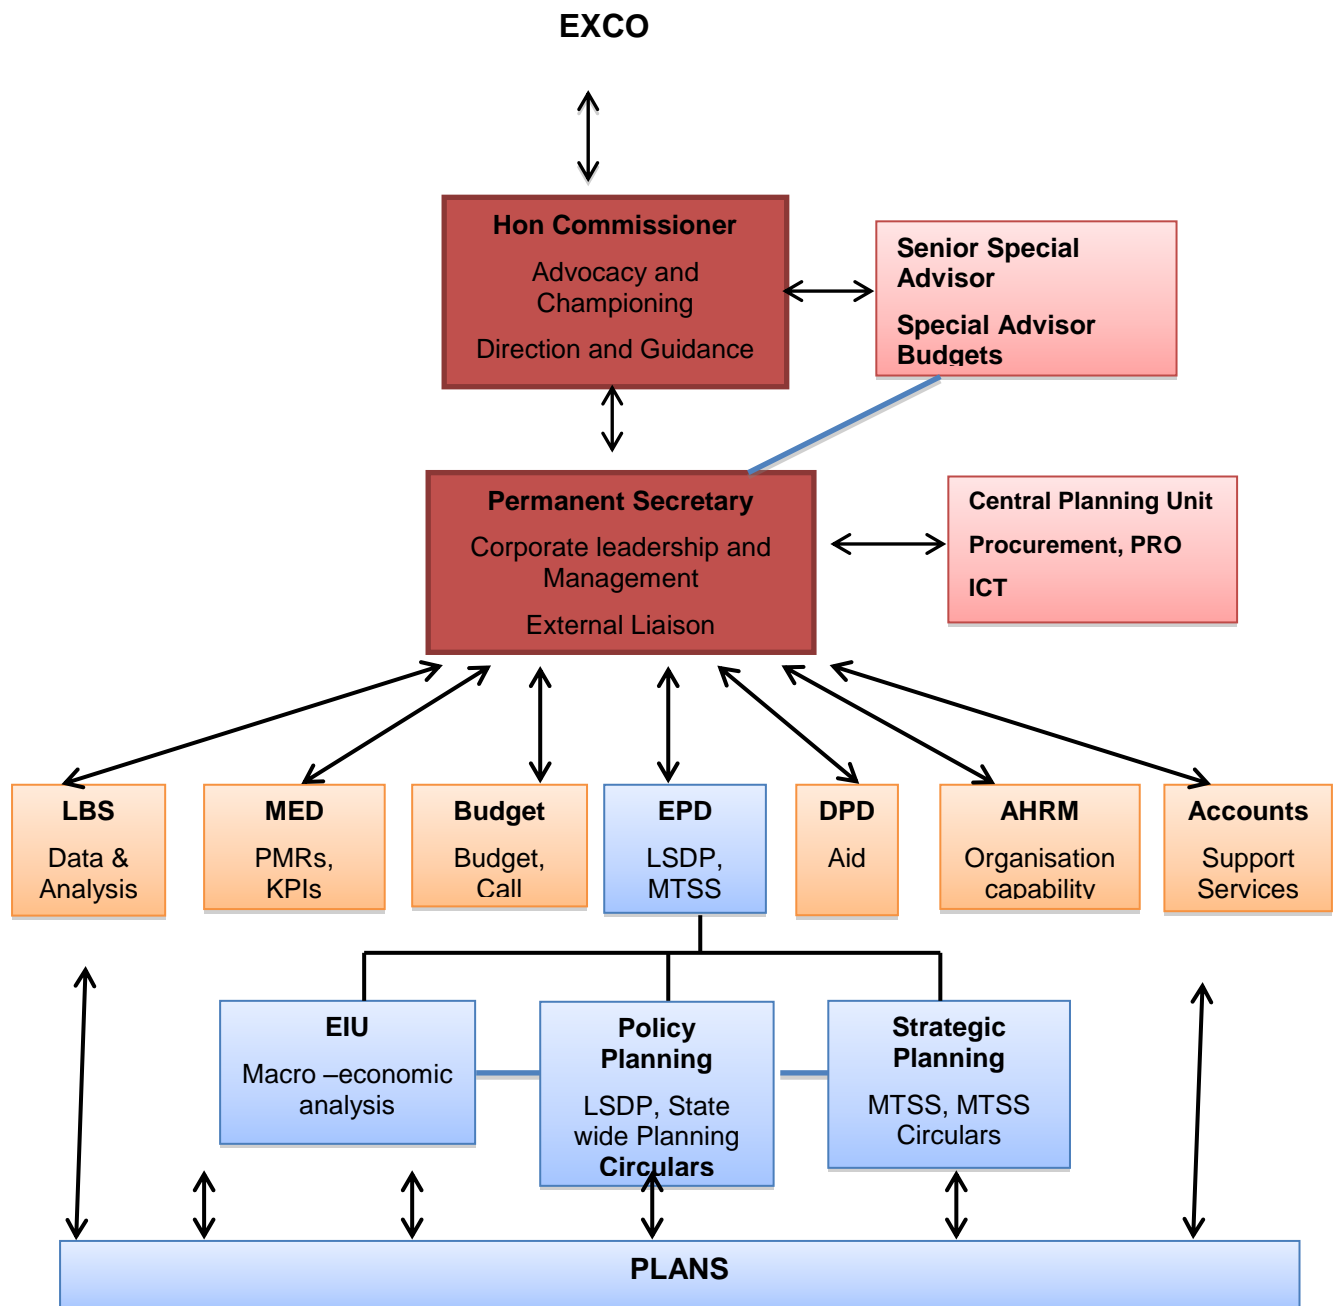 EXCO
Hon Commissioner
Advocacy and
Championing
Direction and Guidance
Senior Special
Advisor
Special Advisor
Budgets
Permanent Secretary
Corporate leadership and
Management
External Liaison
Central Planning Unit
Procurement, PRO
ICT
LBS
Data &
Analysis
MED
PMRs,
KPIs
Budget
Budget,
Call
EPD
LSDP,
MTSS
DPD
Aid
AHRM
Organisation
capability
Accounts
Support
Services
EIU
Macro –economic
analysis
Policy
Planning
LSDP, State
wide Planning
Circulars
Strategic
Planning
MTSS, MTSS
Circulars
PLANS